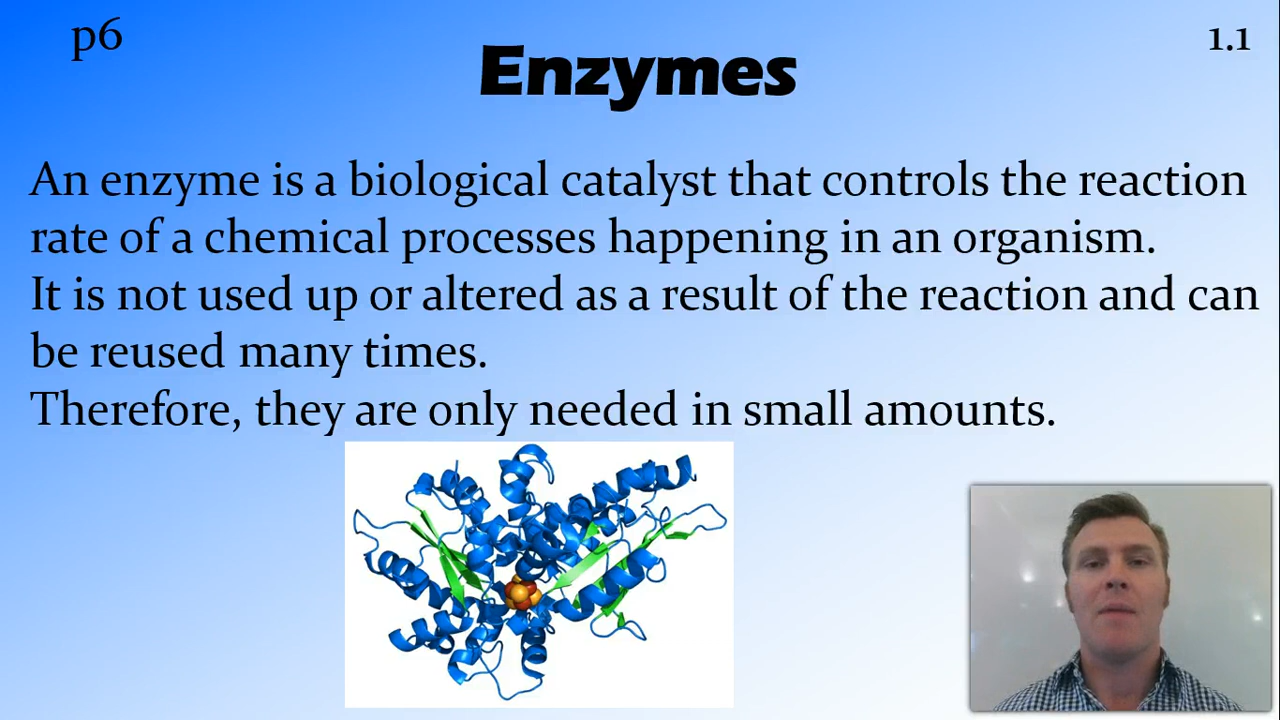 p6
1.1
Enzymes
An enzyme is a biological catalyst that controls the reaction
rate of a chemical processes happening in an organism.
It is not used up or altered as a result of the reaction and can
be reused many times.
Therefore, they are only needed in small amounts.